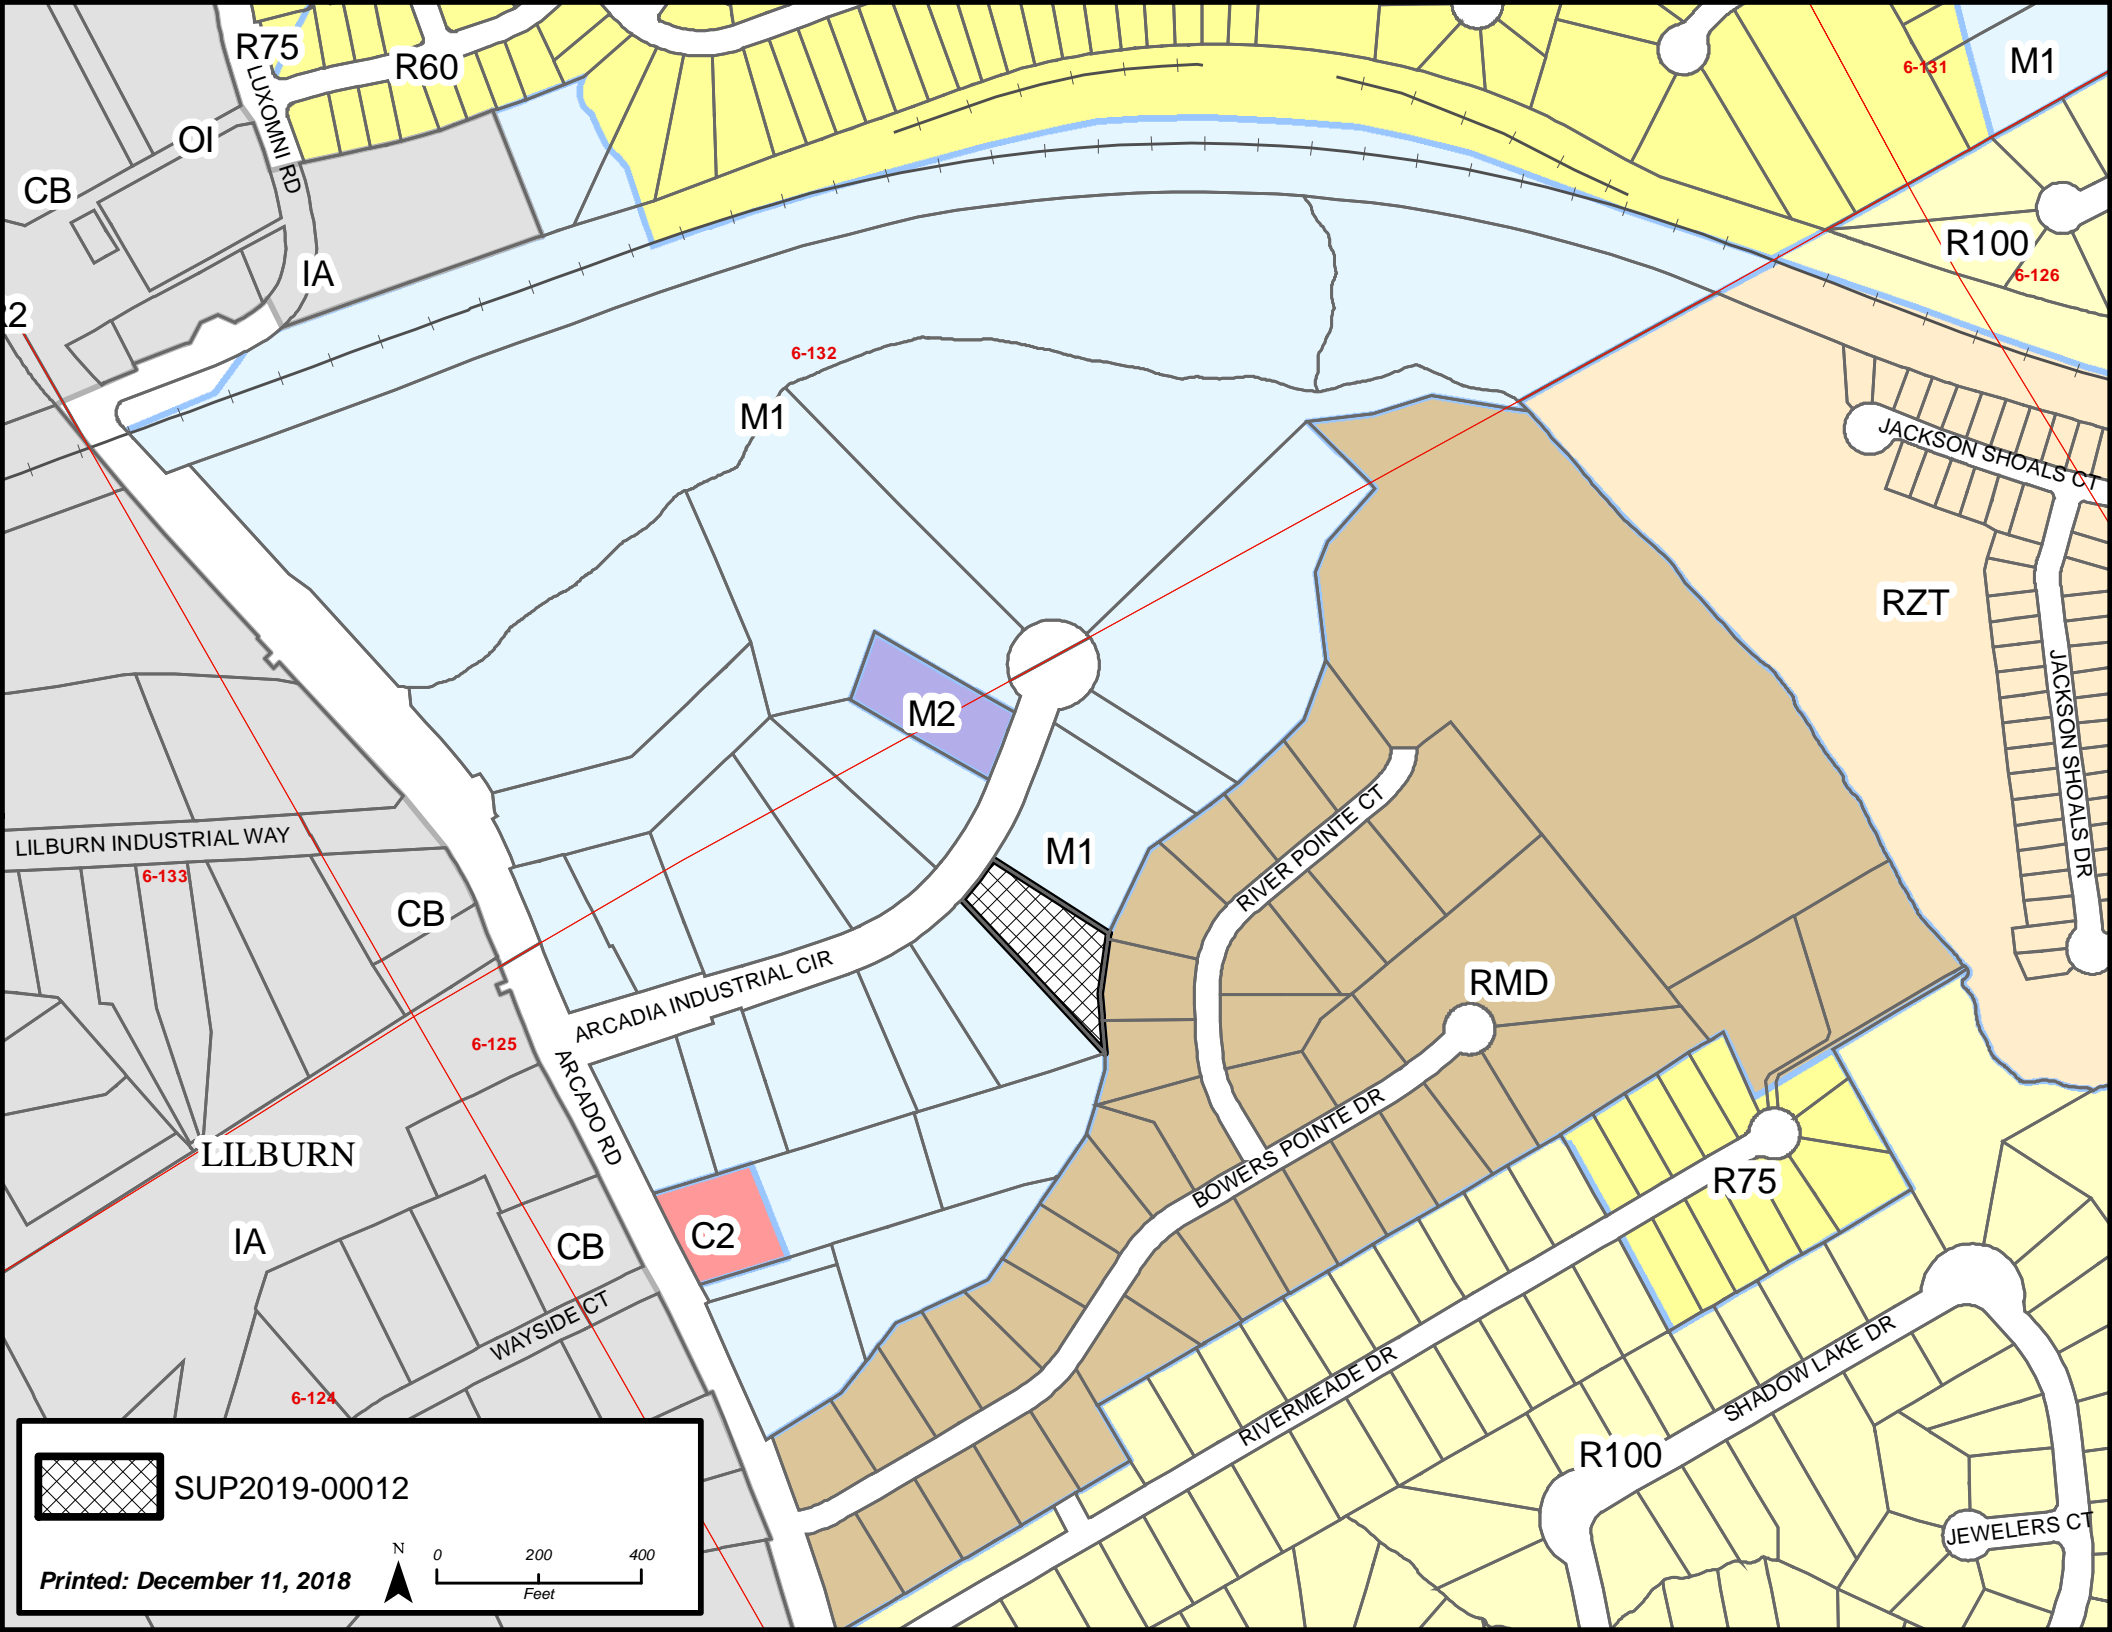 R75
R60
LUXOMNI RD
6-131
M1
OI
CB
IA
R100
6-126
R2
6-132
M1
JACKSON SHOALS CT
RZT
M2
JACKSON SHOALS DR
LILBURN INDUSTRIAL WAY
6-133
CB
M1
RIVER POINTE CT
ARCADIA INDUSTRIAL CIR
RMD
6-125
ARCADO RD
BOWERS POINTE DR
LILBURN
R75
C2
IA
CB
WAYSIDE CT
RIVERMEADE DR
SHADOW LAKE DR
6-124
R100
JEWELERS CT
SUP2019-00012
N
0 200 400
Feet
Printed: December 11, 2018